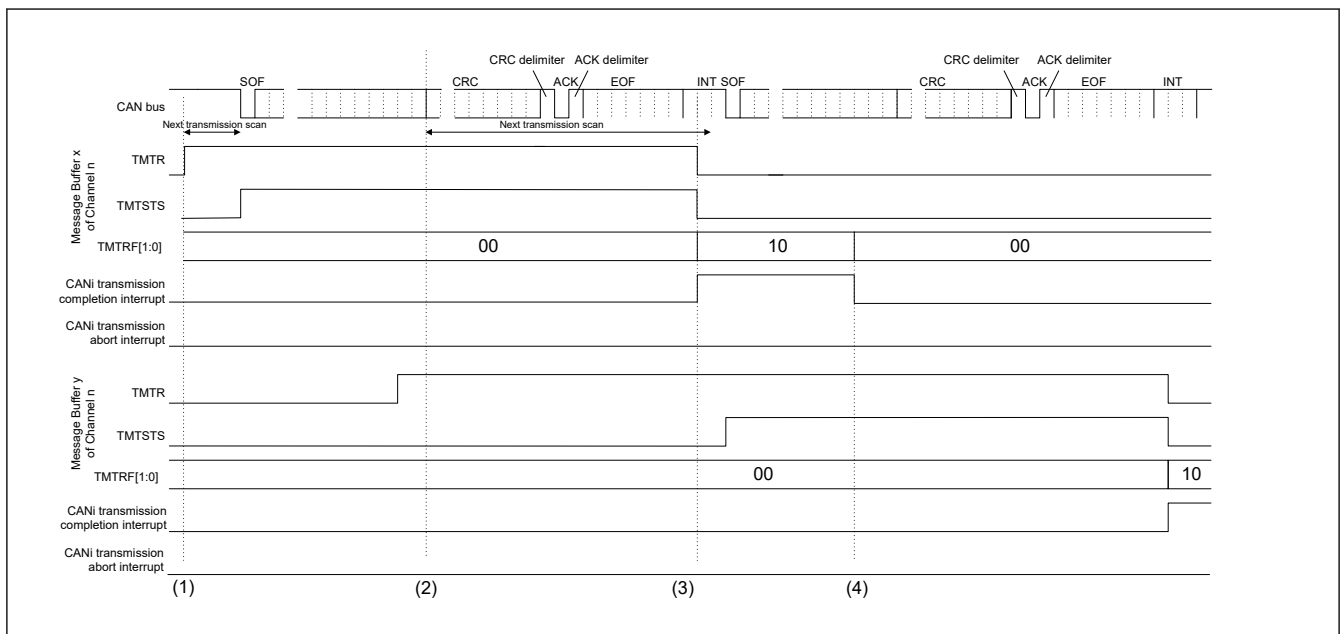 CRC delimiter ACK delimiter CRC delimiter ACK delimiter
SOF CRC ACK EOF INT SOF CRC ACK EOF INT
CAN bus
Next transmission scan Next transmission scan
Message Buffer x
of Channel n
TMTR
TMTSTS
TMTRF[1:0] 00 10 00
CANi transmission
completion interrupt
CANi transmission
abort interrupt
Message Buffer y
of Channel n
TMTR
TMTSTS
TMTRF[1:0] 00 10
CANi transmission
completion interrupt
CANi transmission
abort interrupt
(1) (2) (3) (4)